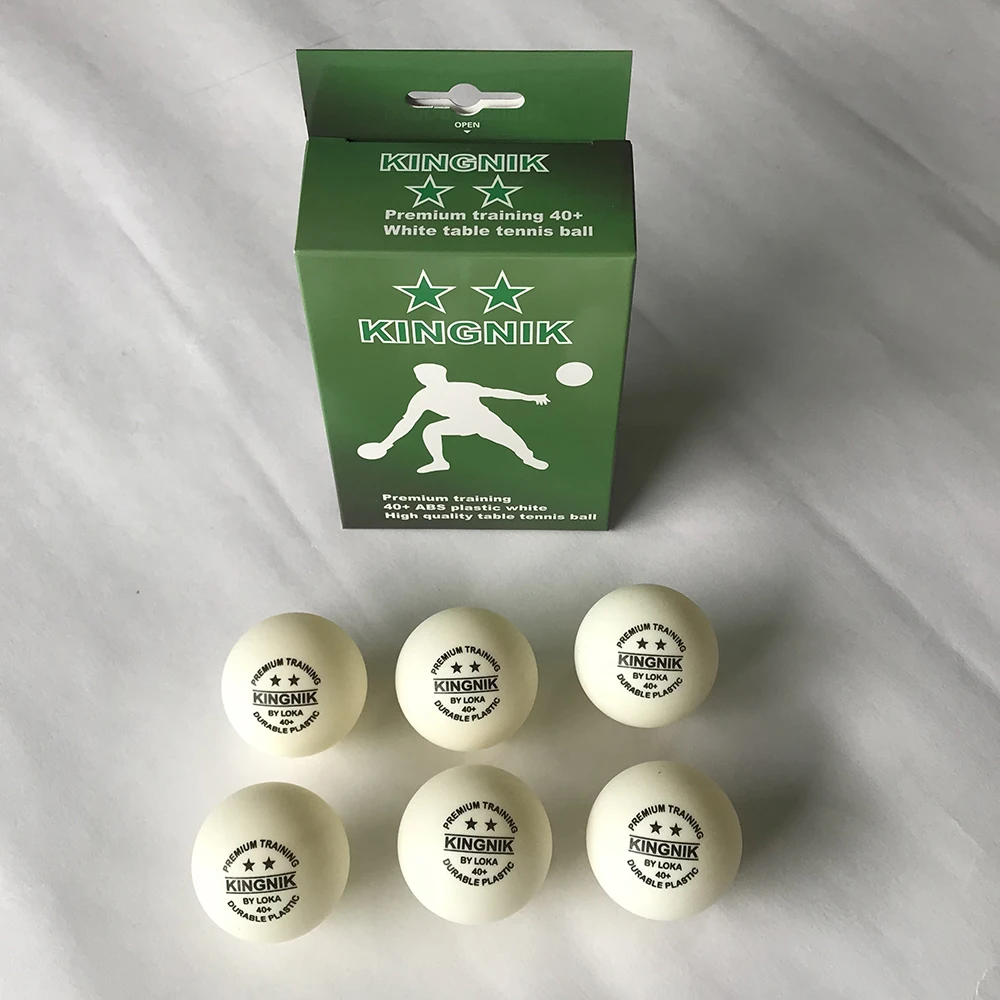 OPEN
KINGNIK
Premium training 40+
White table tennis ball
KINGNIK
Premium training
40+ ABS plastic white
High quality table tennis ball
PREMIUM TRAINING
KINGNIK
BY LOKA
40+
DURABLE PLASTIC
PREMIUM TRAINING
KINGNIK
BY LOKA
40+
DURABLE PLASTIC
PREMIUM TRAINING
KINGNIK
BY LOKA
40+
DURABLE PLASTIC
PREMIUM TRAINING
KINGNIK
BY LOKA
40+
DURABLE PLASTIC
PREMIUM TRAINING
KINGNIK
BY LOKA
40+
DURABLE PLASTIC
PREMIUM TRAINING
KINGNIK
BY LOKA
40+
DURABLE PLASTIC